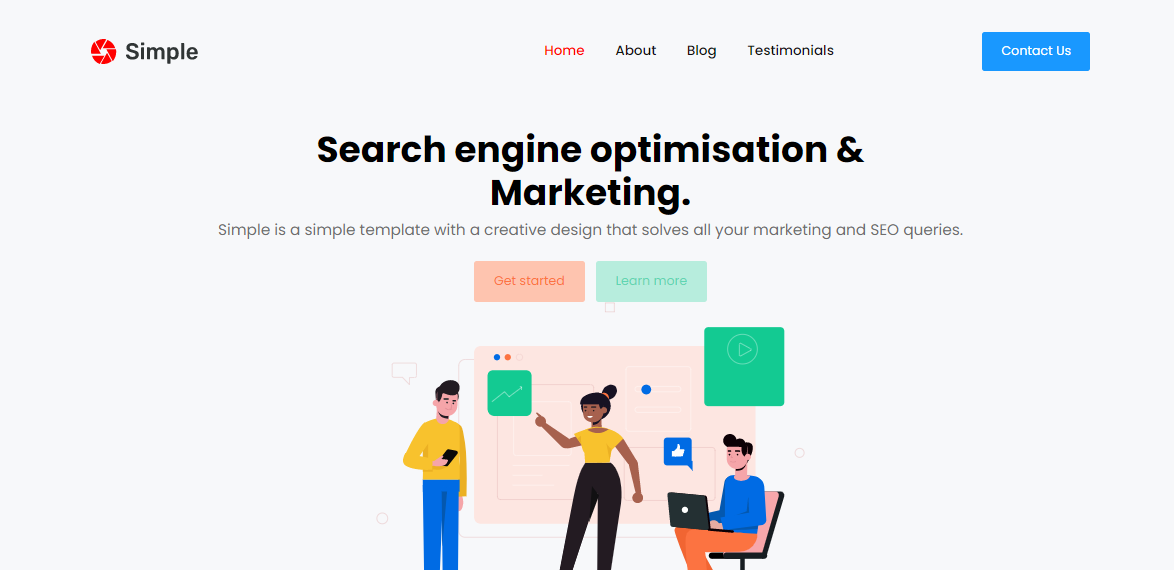 Simple
Home
About
Blog
Testimonials
Contact Us
Search engine optimisation &
Marketing.
Simple is a simple template with a creative design that solves all your marketing and SEO queries.
Get started
Learn more